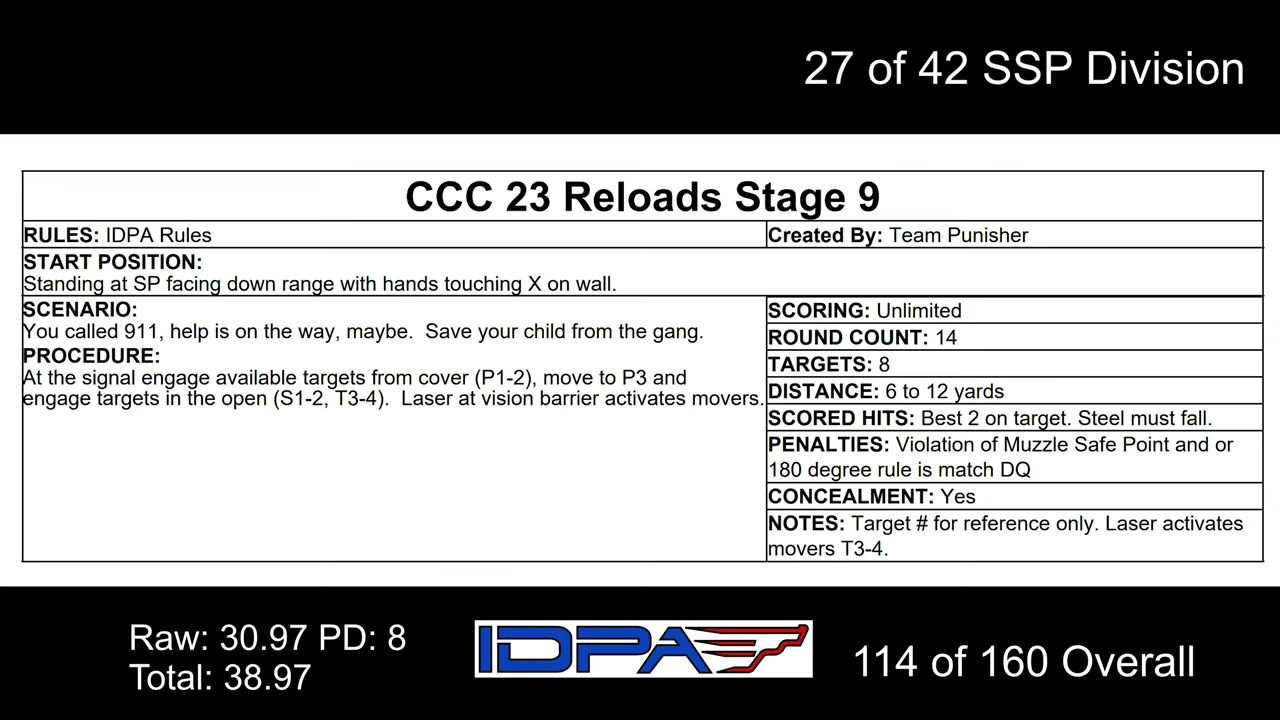 27 of 42 SSP Division
CCC 23 Reloads Stage 9
RULES: IDPA Rules
Created By: Team Punisher
START POSITION:
Standing at SP facing down range with hands touching X on wall.
SCENARIO:
You called 911, help is on the way, maybe. Save your child from the gang.
PROCEDURE:
At the signal engage available targets from cover (P1-2), move to P3 and
engage targets in the open (S1-2, T3-4). Laser at vision barrier activates movers.
SCORING: Unlimited
ROUND COUNT: 14
TARGETS: 8
DISTANCE: 6 to 12 yards
SCORED HITS: Best 2 on target. Steel must fall.
PENALTIES: Violation of Muzzle Safe Point and or
180 degree rule is match DQ
CONCEALMENT: Yes
NOTES: Target # for reference only. Laser activates
movers T3-4.
Raw: 30.97 PD: 8
Total: 38.97
IDPA
114 of 160 Overall